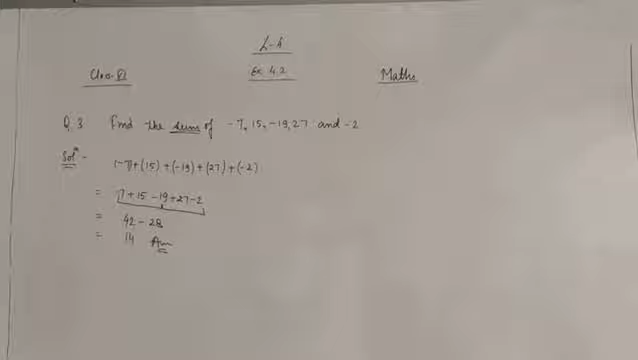 L-4
Class-VI Ex 4.2 Maths
Q.3 Find the sum of -7, 15, -19, 27 and -2
Solⁿ - (-7)+(15)+(-19)+(27)+(-2)
= 7+15-19+27-2
= 42-28
= 14 Ans